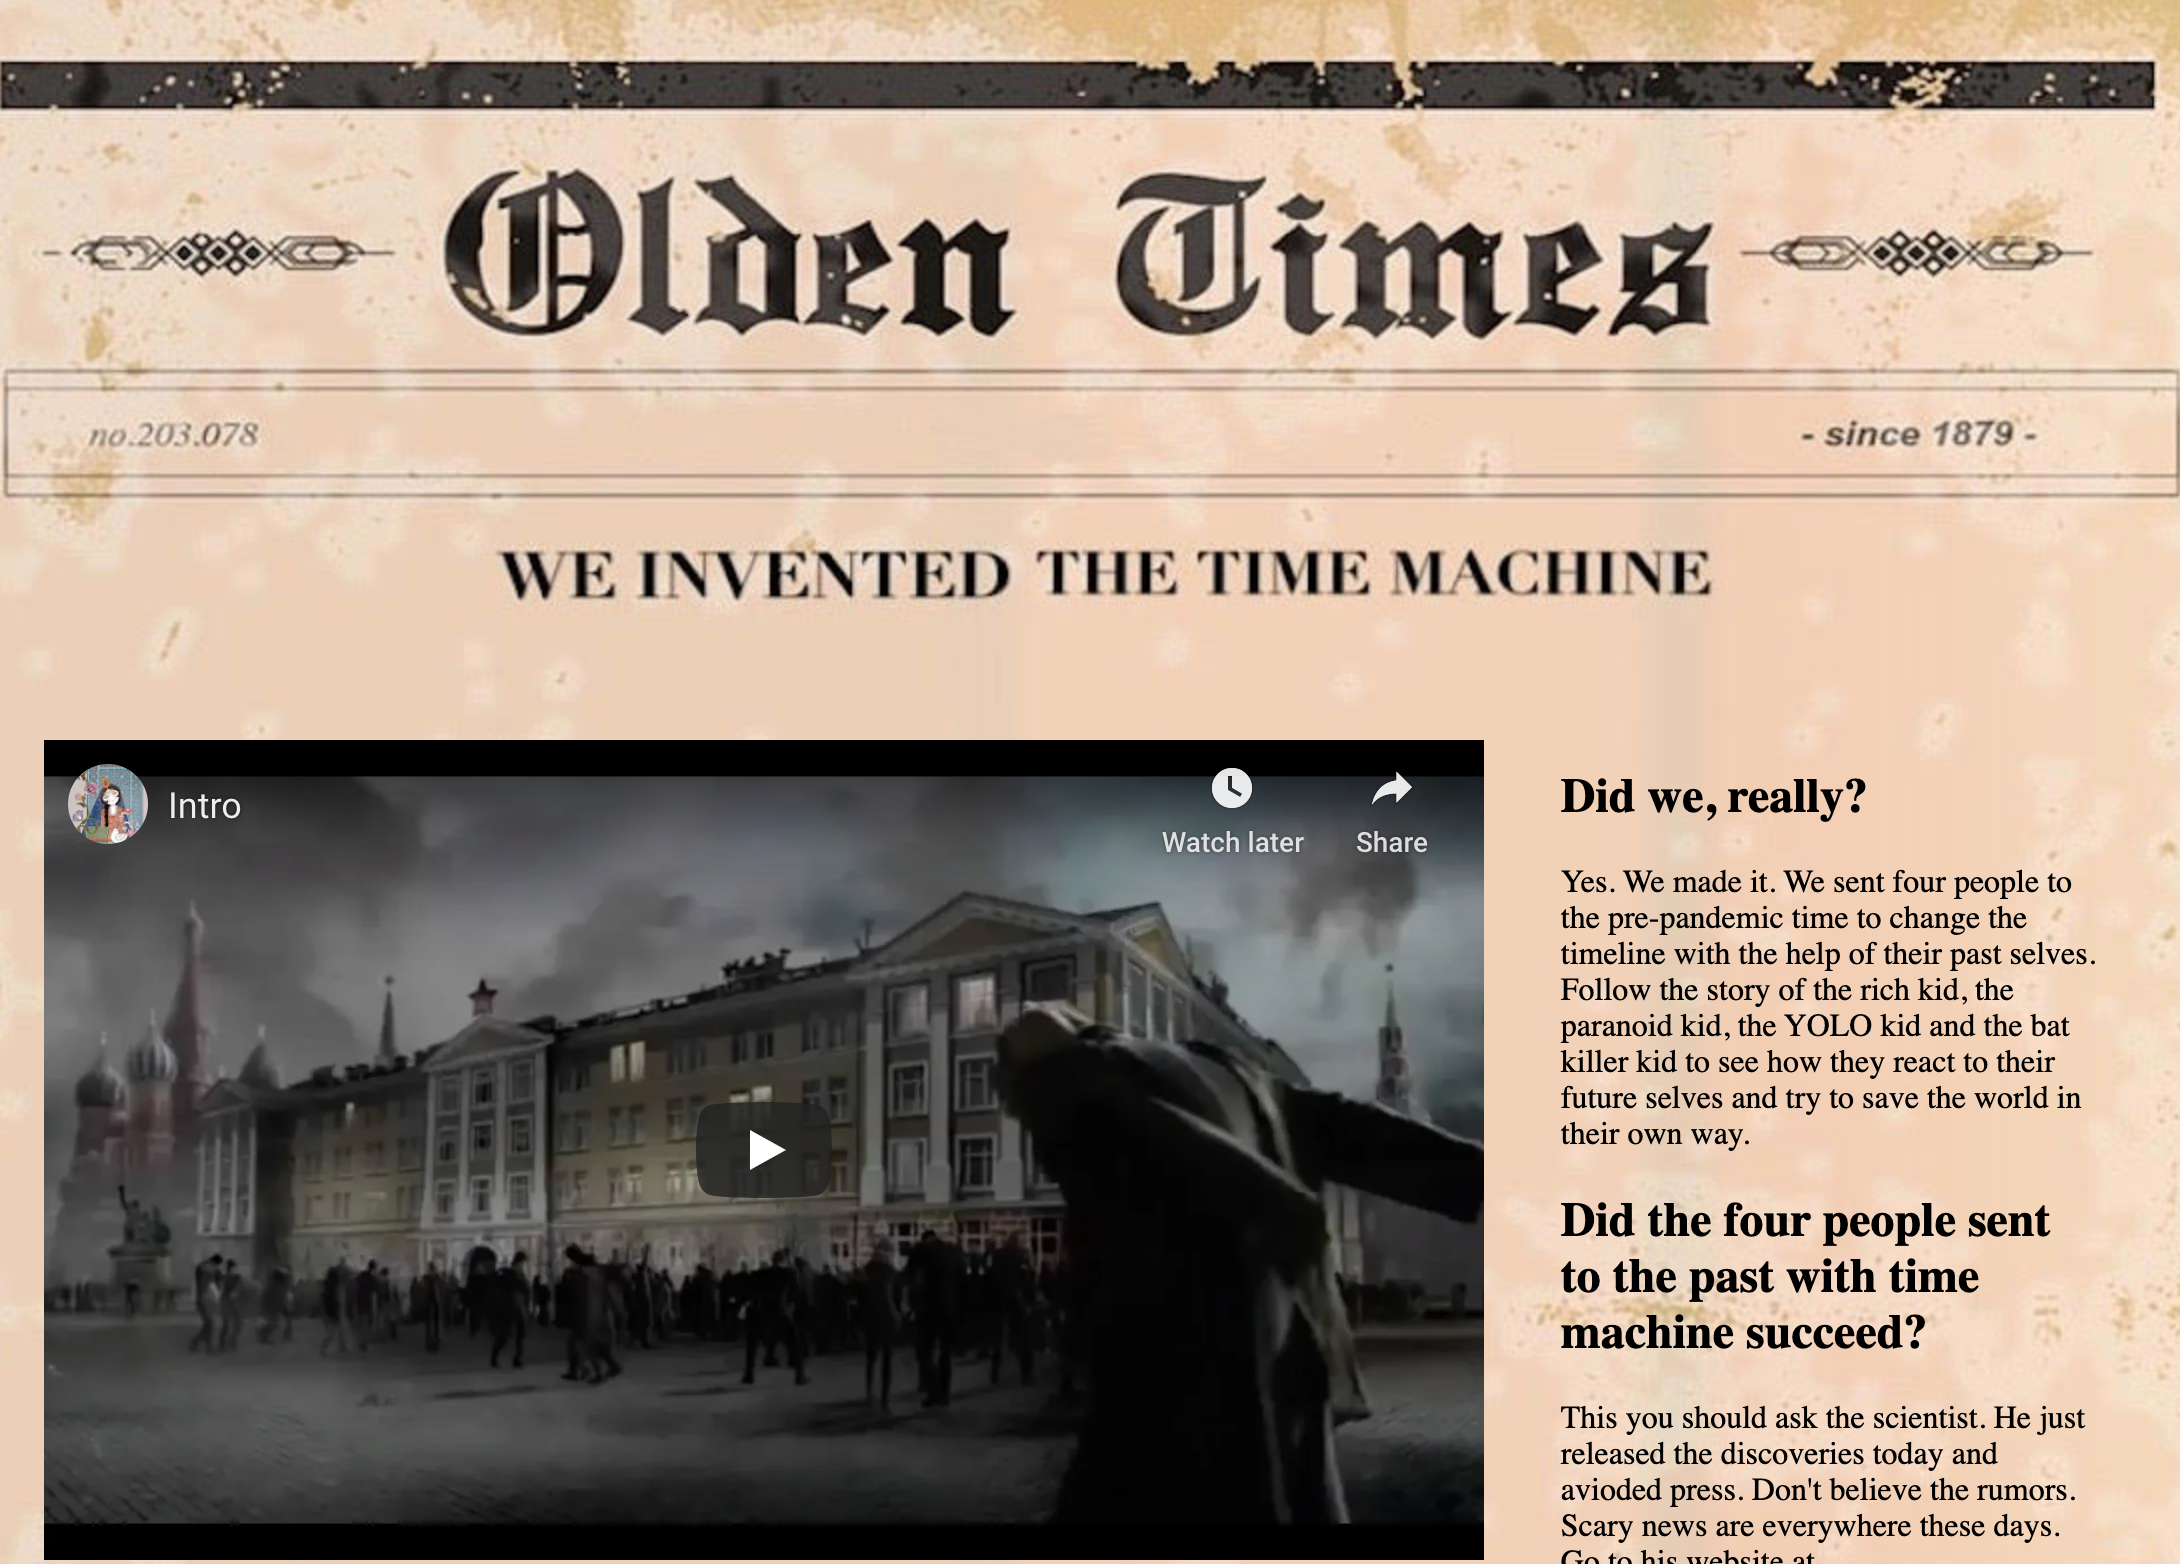 Olden Times
no.203.078
- since 1879 -
WE INVENTED THE TIME MACHINE
Intro
Watch later
Share
Did we, really?
Yes. We made it. We sent four people to
the pre-pandemic time to change the
timeline with the help of their past selves.
Follow the story of the rich kid, the
paranoid kid, the YOLO kid and the bat
killer kid to see how they react to their
future selves and try to save the world in
their own way.
Did the four people sent
to the past with time
machine succeed?
This you should ask the scientist. He just
released the discoveries today and
avioded press. Don't believe the rumors.
Scary news are everywhere these days.
Go to his website at